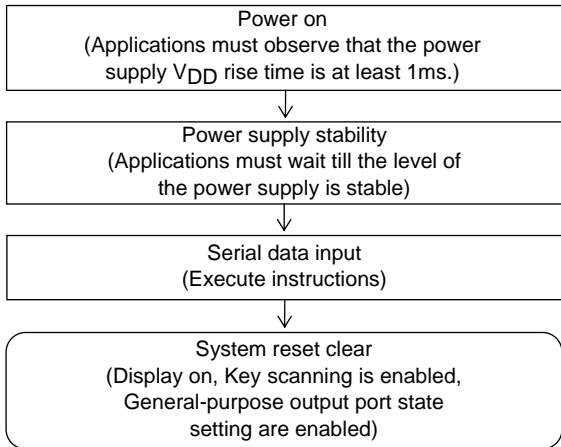 Power on
(Applications must observe that the power
supply VDD rise time is at least 1ms.)
Power supply stability
(Applications must wait till the level of
the power supply is stable)
Serial data input
(Execute instructions)
System reset clear
(Display on, Key scanning is enabled,
General-purpose output port state
setting are enabled)